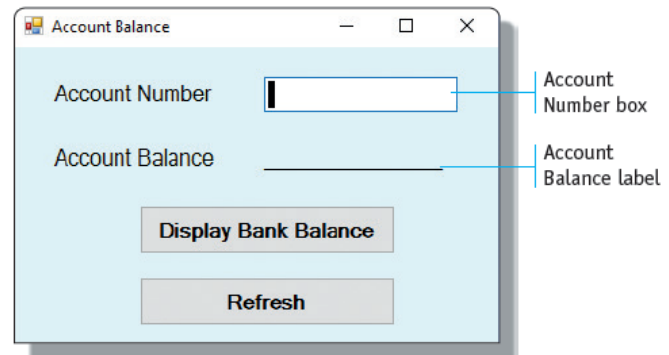 Account Balance
Account Number
Account
Number box
Account Balance
Account
Balance label
Display Bank Balance
Refresh